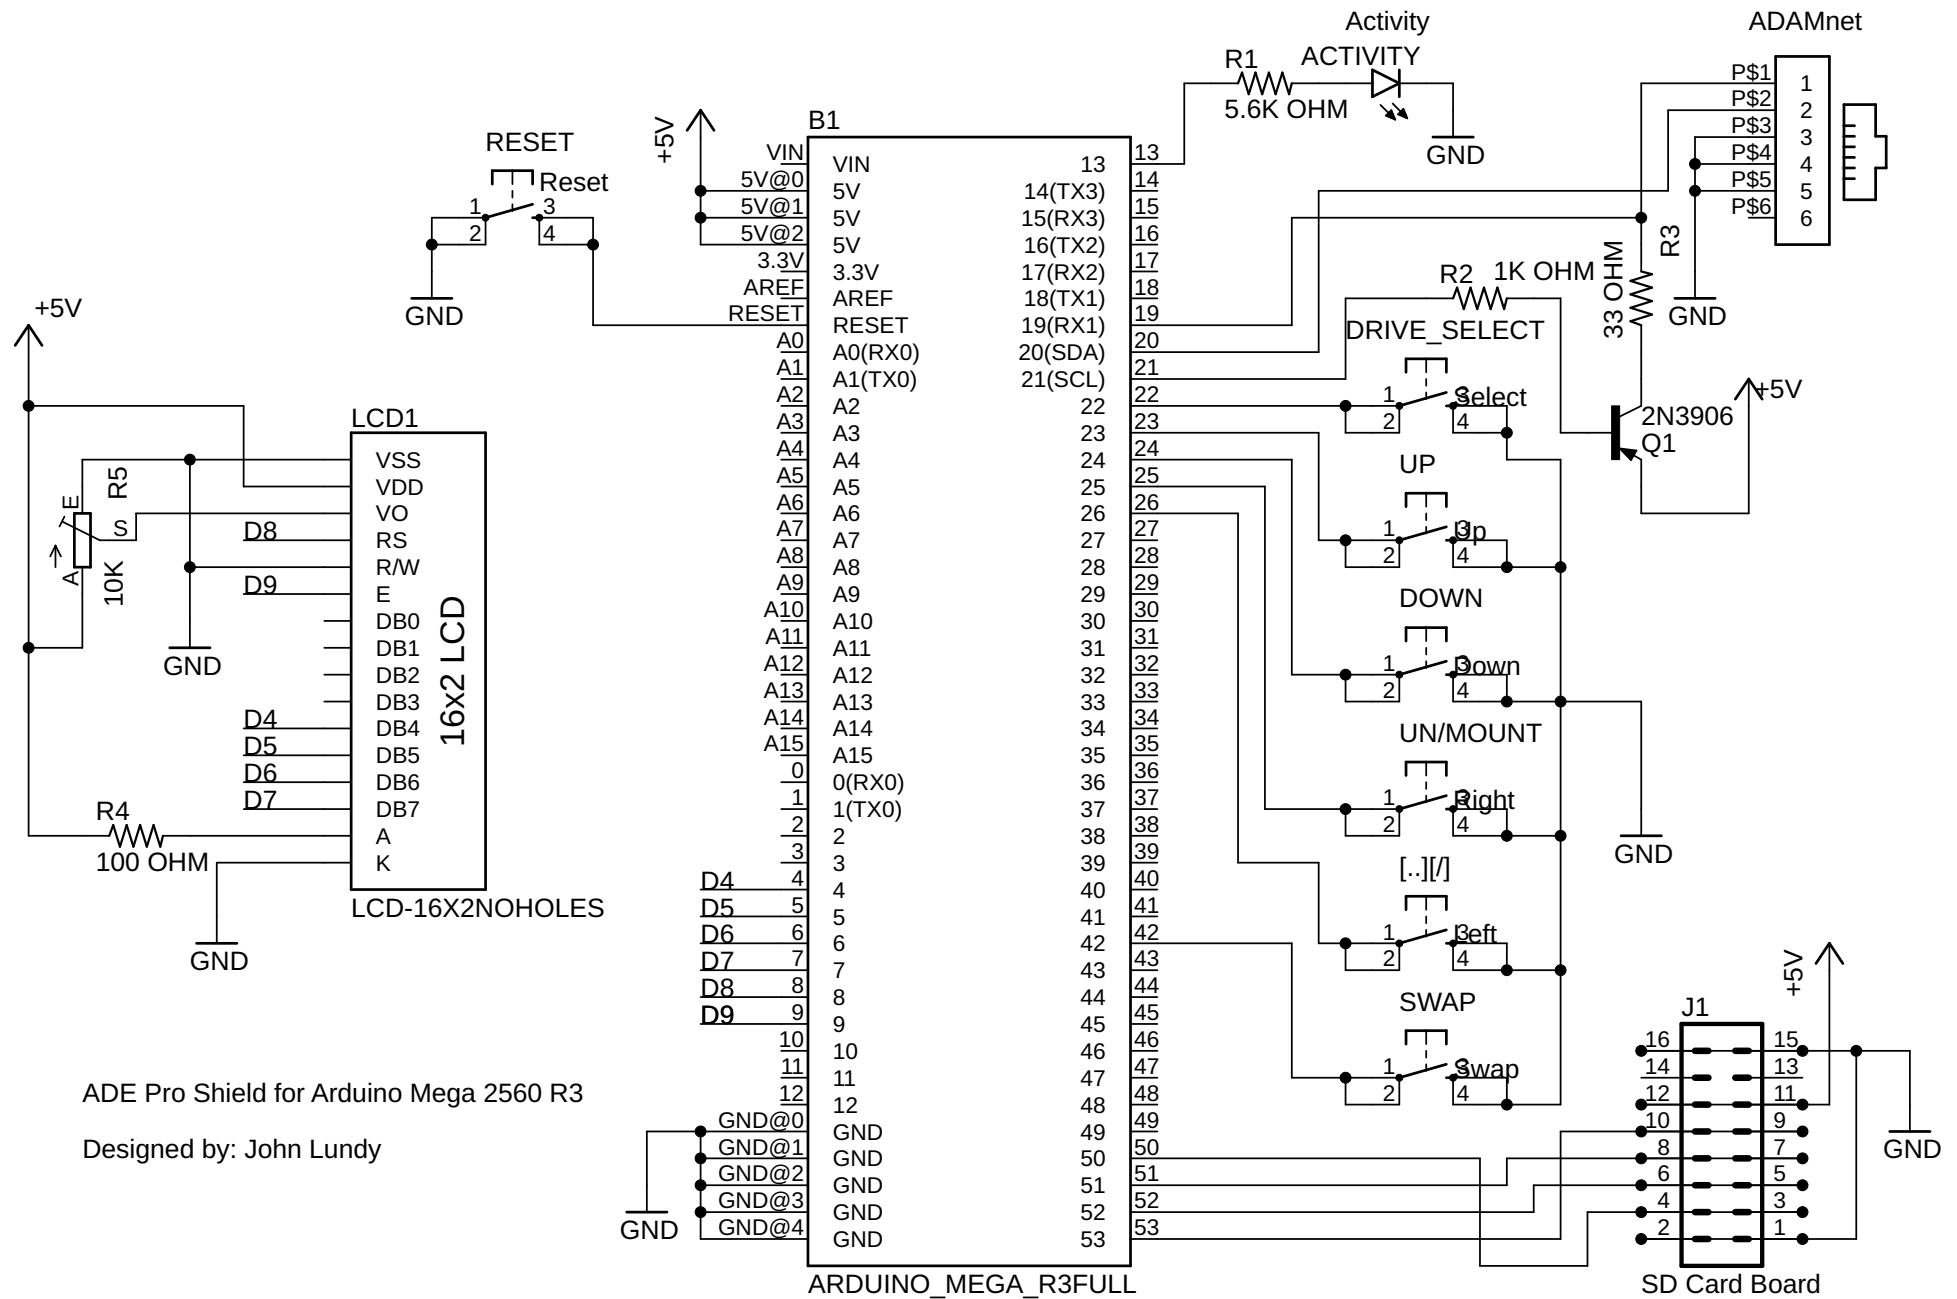 Activity
ACTIVITY
R1
5.6K OHM
GND
ADAMnet
P$1 1
P$2 2
P$3 3
P$4 4
P$5 5
P$6 6
R3
33 OHM
GND
R2 1K OHM
2N3906
Q1
+5V
RESET
Reset
1 3
2 4
GND
+5V
B1
VIN VIN
5V@0 5V
5V@1 5V
5V@2 5V
3.3V 3.3V
AREF AREF
RESET RESET
A0 A0(RX0)
A1 A1(TX0)
A2 A2
A3 A3
A4 A4
A5 A5
A6 A6
A7 A7
A8 A8
A9 A9
A10 A10
A11 A11
A12 A12
A13 A13
A14 A14
A15 A15
0 0(RX0)
1 1(TX0)
2 2
3 3
D4 4 4
D5 5 5
D6 6 6
D7 7 7
D8 8 8
D9 9 9
10 10
11 11
12 12
GND@0 GND
GND@1 GND
GND@2 GND
GND@3 GND
GND@4 GND
GND
13 13
14(TX3) 14
15(RX3) 15
16(TX2) 16
17(RX2) 17
18(TX1) 18
19(RX1) 19
20(SDA) 20
21(SCL) 21
22 22
23 23
24 24
25 25
26 26
27 27
28 28
29 29
30 30
31 31
32 32
33 33
34 34
35 35
36 36
37 37
38 38
39 39
40 40
41 41
42 42
43 43
44 44
45 45
46 46
47 47
48 48
49 49
50 50
51 51
52 52
53 53
ARDUINO_MEGA_R3FULL
DRIVE_SELECT
1 3 Select
2 4
UP
1 3 Up
2 4
DOWN
1 3 Down
2 4
UN/MOUNT
1 3 Right
2 4
[..][/]
1 3 Left
2 4
SWAP
1 3 Swap
2 4
GND
+5V
LCD1
VSS
VDD
VO
D8 RS
R/W
D9 E
DB0
DB1
DB2
DB3
D4 DB4
D5 DB5
D6 DB6
D7 DB7
A
K
16x2 LCD
LCD-16X2NOHOLES
R5
10K
E
S
A
GND
R4
100 OHM
GND
+5V
J1
16 15
14 13
12 11
10 9
8 7
6 5
4 3
2 1
SD Card Board
GND
ADE Pro Shield for Arduino Mega 2560 R3
Designed by: John Lundy